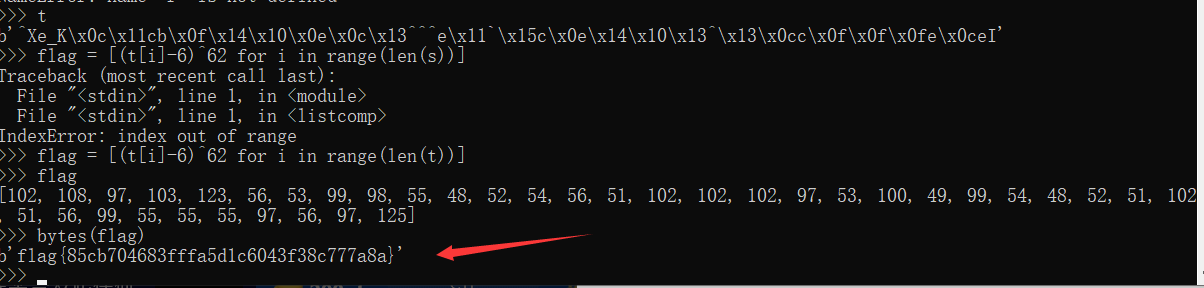 NameError: name is not defined
>>> t
b'^Xe_K\x0c\x11cb\x0f\x14\x10\x0e\x0c\x13^^^e\x11`\x15c\x0e\x14\x10\x13^\x13\x0cc\x0f\x0f\x0fe\x0ceI'
>>> flag = [(t[i]-6)^62 for i in range(len(s))]
Traceback (most recent call last):
  File "<stdin>", line 1, in <module>
  File "<stdin>", line 1, in <listcomp>
IndexError: index out of range
>>> flag = [(t[i]-6)^62 for i in range(len(t))]
>>> flag
[102, 108, 97, 103, 123, 56, 53, 99, 98, 55, 48, 52, 54, 56, 51, 102, 102, 102, 97, 53, 100, 49, 99, 54, 48, 52, 51, 102
, 51, 56, 99, 55, 55, 55, 97, 56, 97, 125]
>>> bytes(flag)
b'flag{85cb704683fffa5d1c6043f38c777a8a}'
>>>